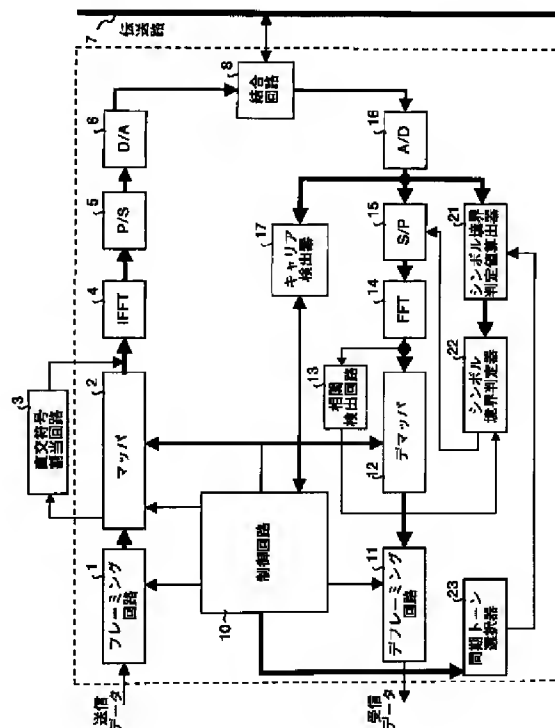 7
伝送路
8
結合
回路
6
D/A
5
P/S
4
IFFT
3
直交符号
割当回路
2
マッパ
1
フレーミング
回路
送信
データ
16
A/D
17
キャリア
検出器
15
S/P
14
FFT
13
相関
検出回路
12
デマッパ
制御回路
10
11
デフレーミング
回路
受信
データ
21
シンボル境界
判定値算出器
22
シンボル
境界判定器
23
同期トーン
選択器